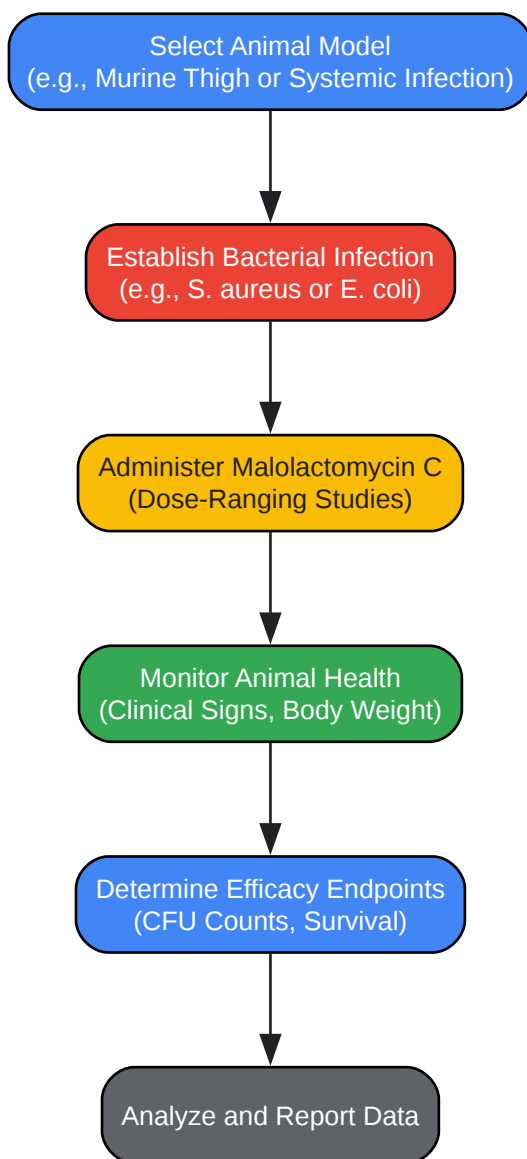 Select Animal Model
(e.g., Murine Thigh or Systemic Infection)
Establish Bacterial Infection
(e.g., S. aureus or E. coli)
Administer Malolactomycin C
(Dose-Ranging Studies)
Monitor Animal Health
(Clinical Signs, Body Weight)
Determine Efficacy Endpoints
(CFU Counts, Survival)
Analyze and Report Data